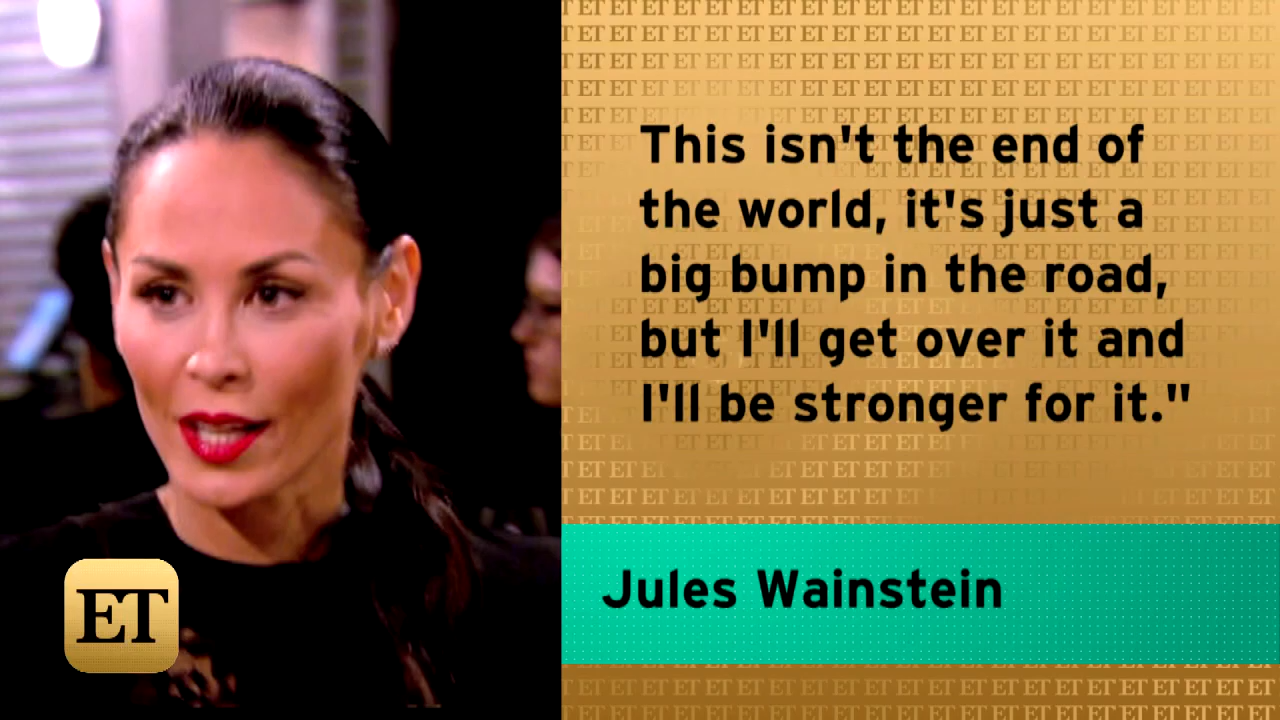 This isn't the end of
the world, it's just a
big bump in the road,
but I'll get over it and
I'll be stronger for it."
Jules Wainstein
ET